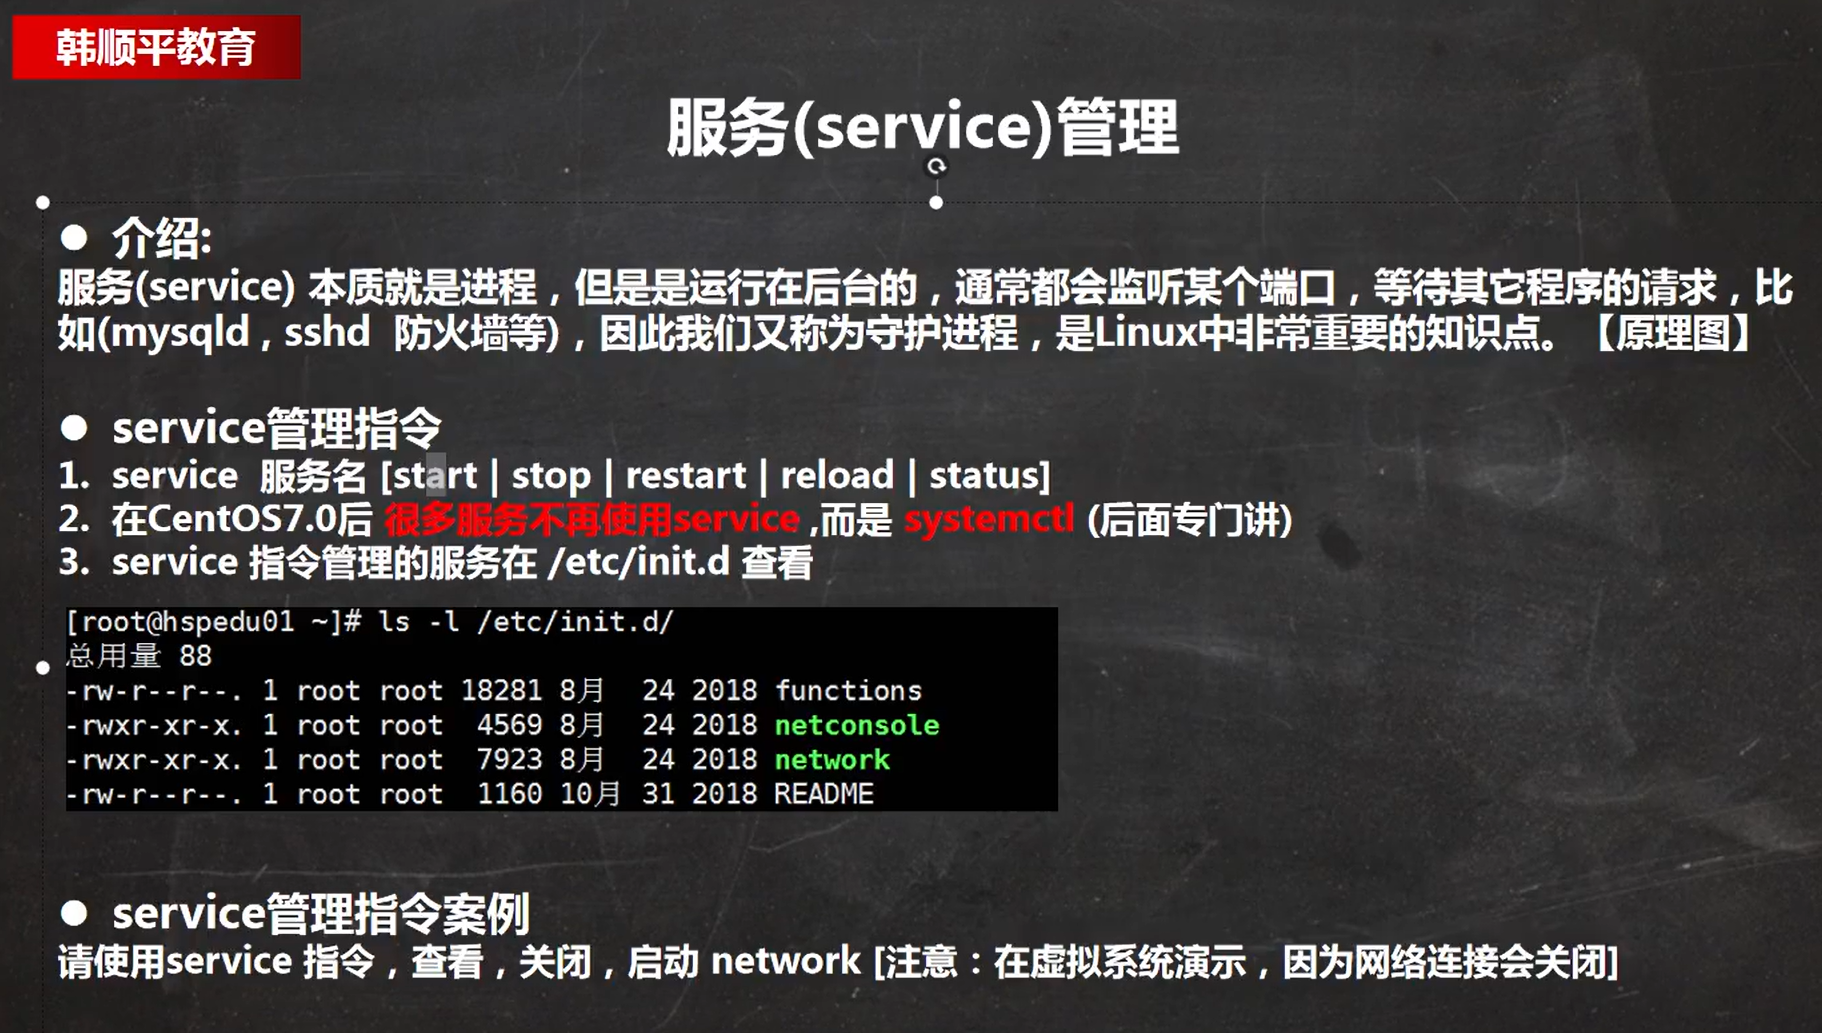 韩顺平教育
服务(service)管理
● 介绍:
服务(service) 本质就是进程，但是是运行在后台的，通常都会监听某个端口，等待其它程序的请求，比
如(mysqld , sshd 防火墙等)，因此我们又称为守护进程，是Linux中非常重要的知识点。【原理图】
● service管理指令
1. service 服务名 [start | stop | restart | reload | status]
2. 在CentOS7.0后 很多服务不再使用service ,而是 systemctl (后面专门讲)
3. service 指令管理的服务在 /etc/init.d 查看
[root@hspedu01 ~]# ls -l /etc/init.d/
总用量 88
-rw-r--r--. 1 root root 18281 8月 24 2018 functions
-rwxr-xr-x. 1 root root 4569 8月 24 2018 netconsole
-rwxr-xr-x. 1 root root 7923 8月 24 2018 network
-rw-r--r--. 1 root root 1160 10月 31 2018 README
● service管理指令案例
请使用service 指令，查看，关闭，启动 network [注意：在虚拟系统演示，因为网络连接会关闭]